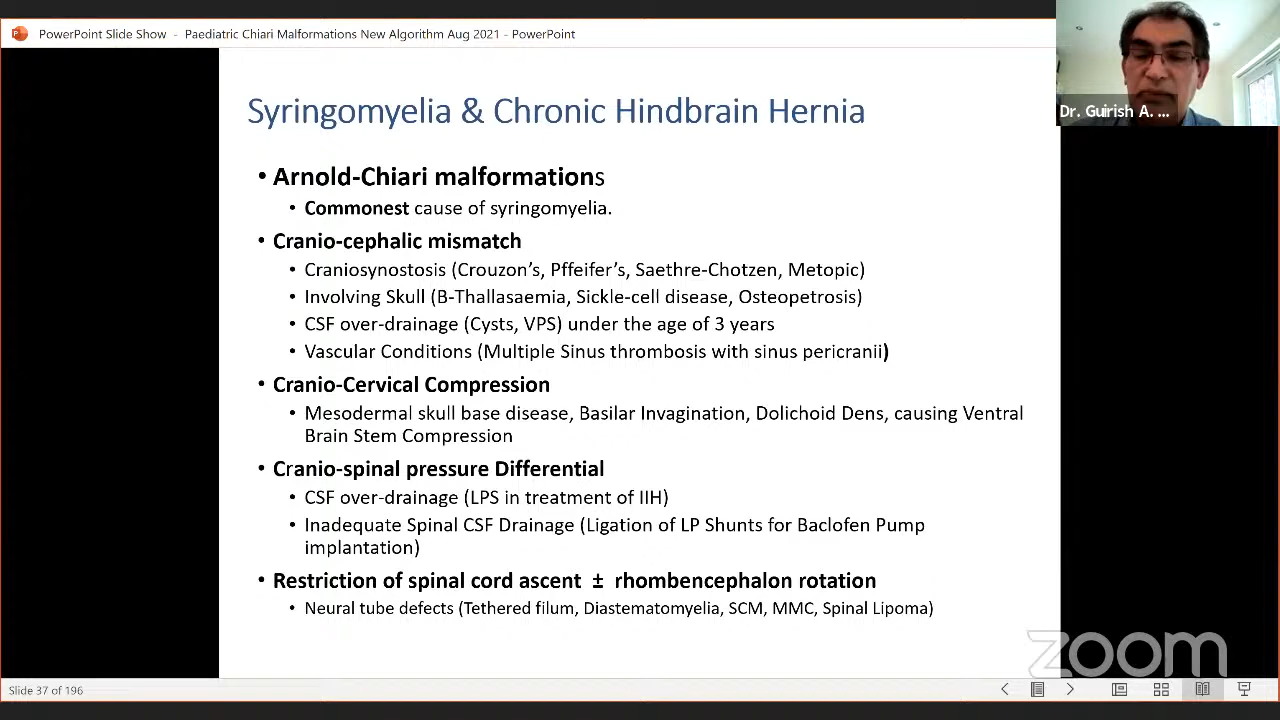 PowerPoint Slide Show - Paediatric Chiari Malformations New Algorithm Aug 2021 - PowerPoint
Dr. Guirish A. ...
Syringomyelia & Chronic Hindbrain Hernia
• Arnold-Chiari malformations
• Commonest cause of syringomyelia.
• Cranio-cephalic mismatch
• Craniosynostosis (Crouzon's, Pffeifer's, Saethre-Chotzen, Metopic)
• Involving Skull (B-Thallasaemia, Sickle-cell disease, Osteopetrosis)
• CSF over-drainage (Cysts, VPS) under the age of 3 years
• Vascular Conditions (Multiple Sinus thrombosis with sinus pericranii)
• Cranio-Cervical Compression
• Mesodermal skull base disease, Basilar Invagination, Dolichoid Dens, causing Ventral
Brain Stem Compression
• Cranio-spinal pressure Differential
• CSF over-drainage (LPS in treatment of IIH)
• Inadequate Spinal CSF Drainage (Ligation of LP Shunts for Baclofen Pump
implantation)
• Restriction of spinal cord ascent ± rhombencephalon rotation
• Neural tube defects (Tethered filum, Diastematomyelia, SCM, MMC, Spinal Lipoma)
zoom
Slide 37 of 196